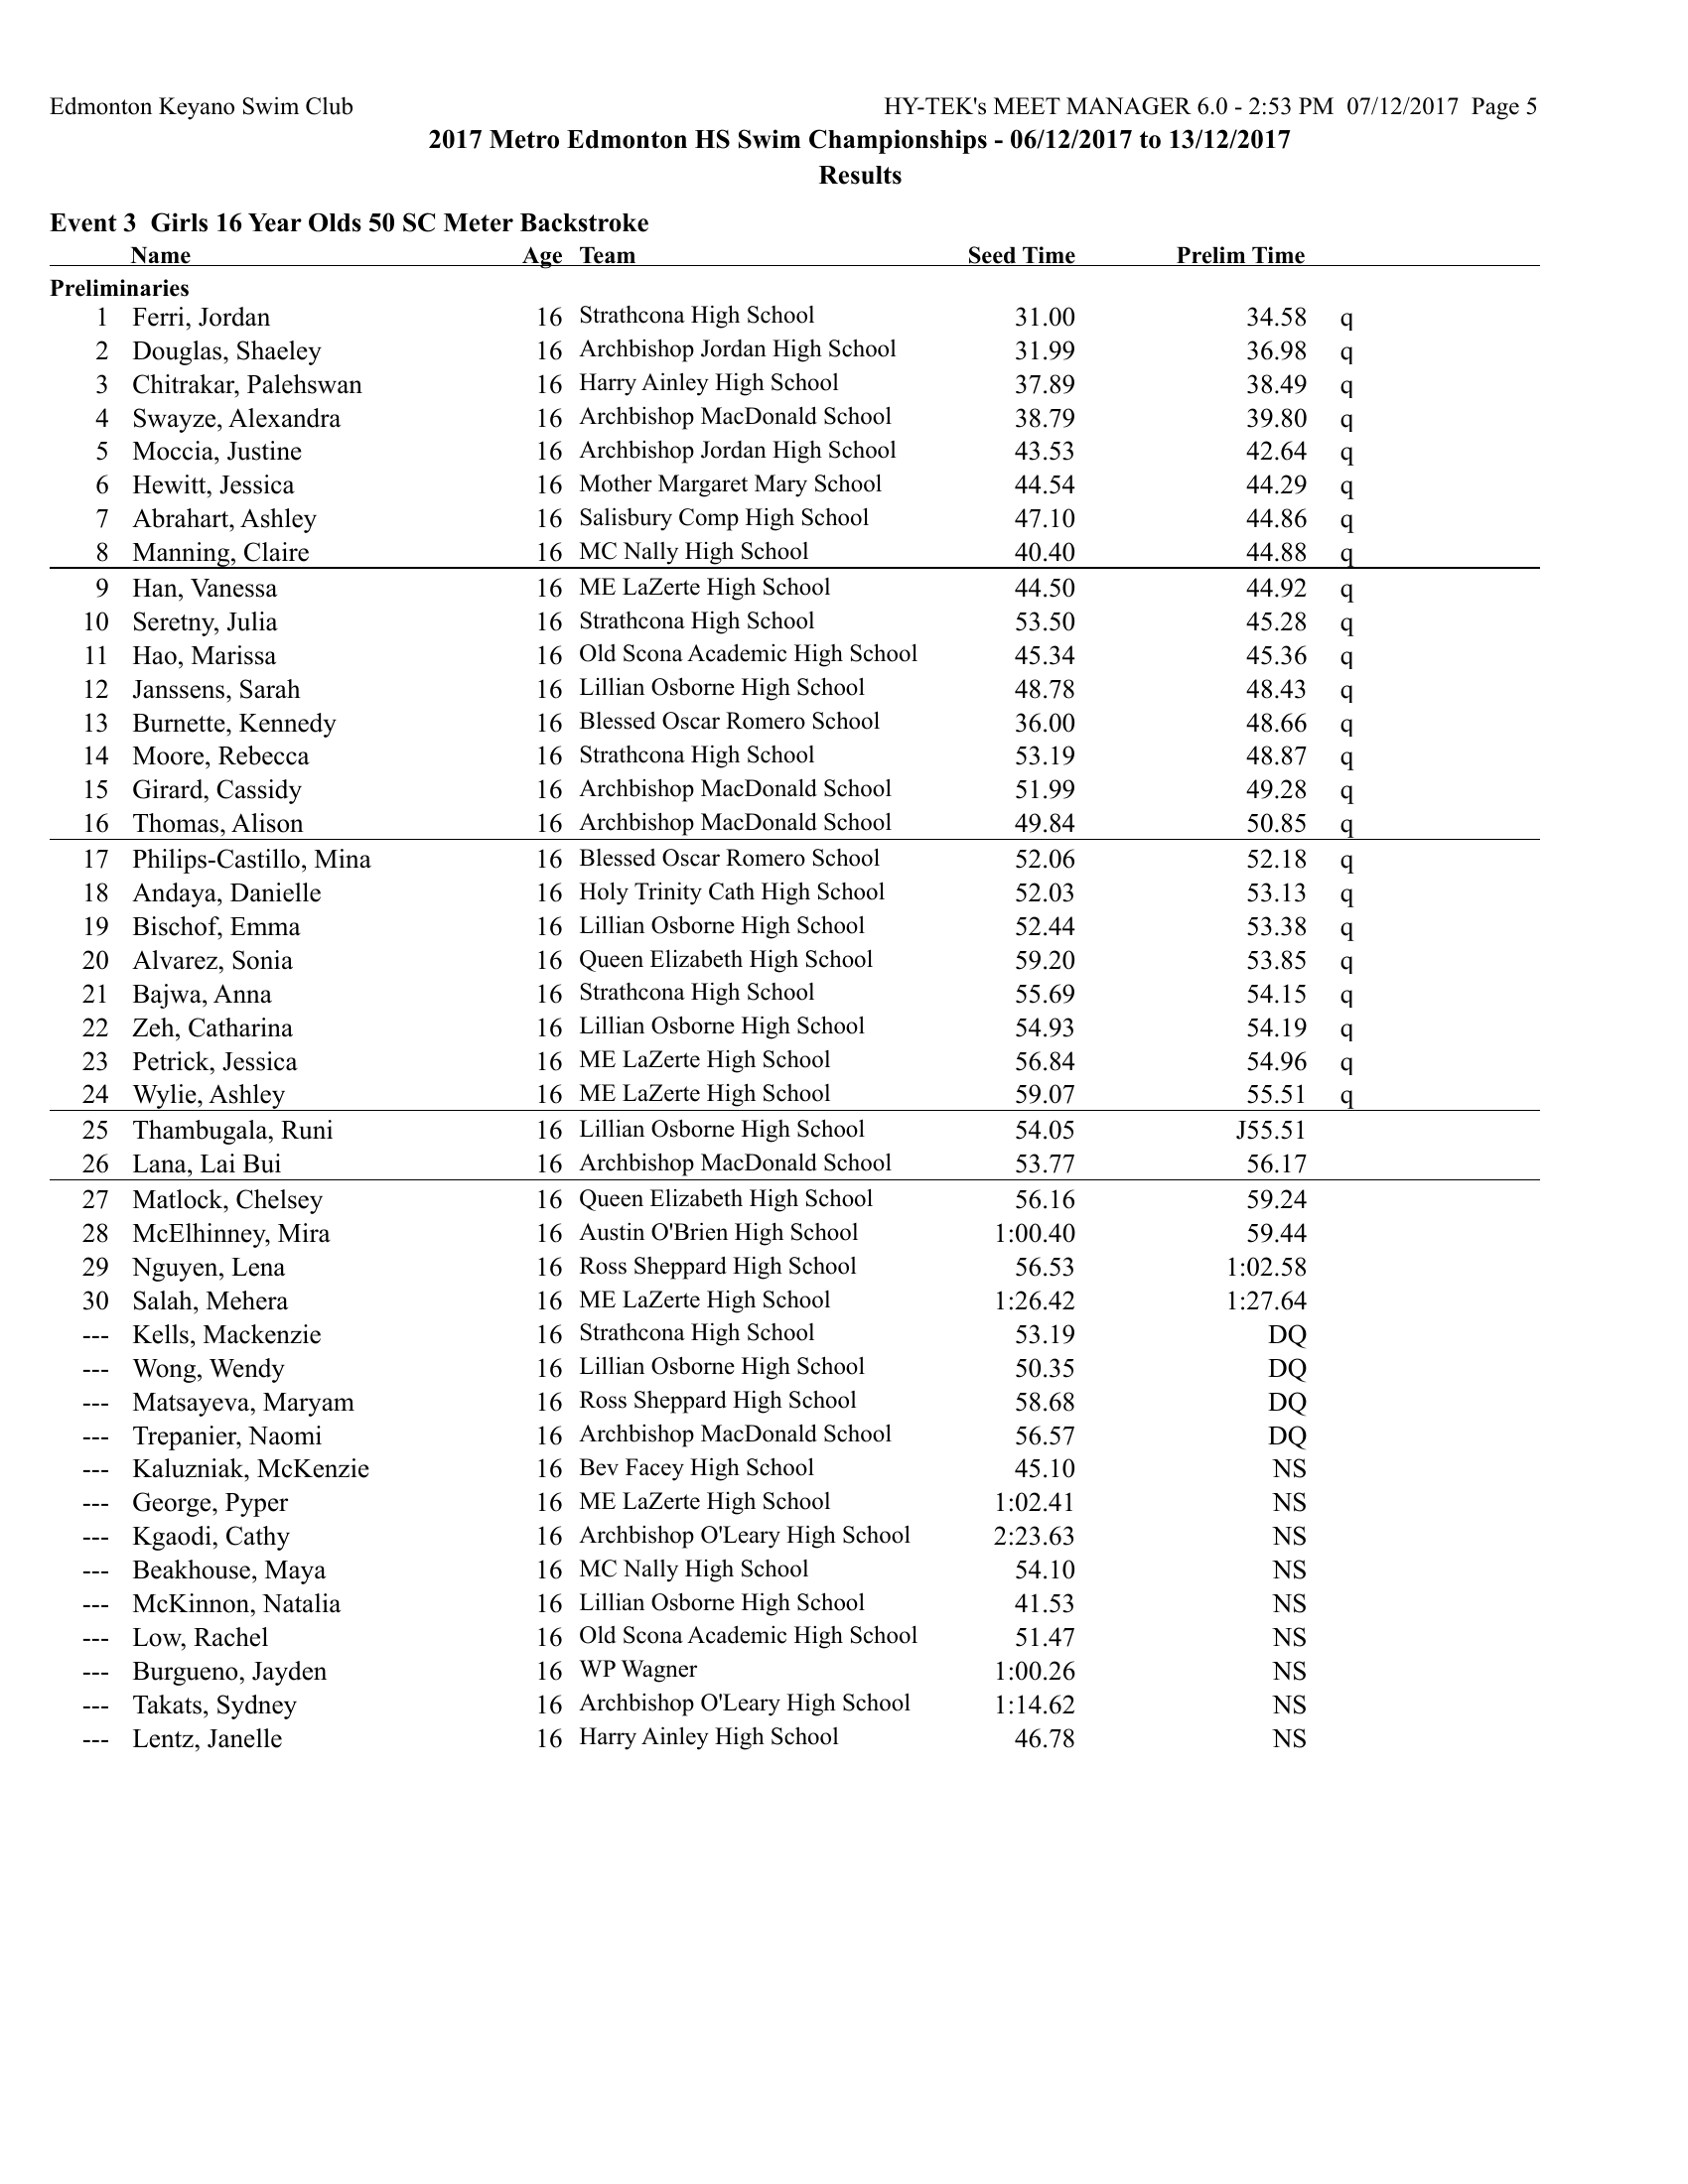 Edmonton Keyano Swim Club HY-TEK's MEET MANAGER 6.0 - 2:53 PM 07/12/2017 Page 5
2017 Metro Edmonton HS Swim Championships - 06/12/2017 to 13/12/2017
Results
Event 3 Girls 16 Year Olds 50 SC Meter Backstroke
Name Age Team Seed Time Prelim Time
Preliminaries
1 Ferri, Jordan 16 Strathcona High School 31.00 34.58 q
2 Douglas, Shaeley 16 Archbishop Jordan High School 31.99 36.98 q
3 Chitrakar, Palehswan 16 Harry Ainley High School 37.89 38.49 q
4 Swayze, Alexandra 16 Archbishop MacDonald School 38.79 39.80 q
5 Moccia, Justine 16 Archbishop Jordan High School 43.53 42.64 q
6 Hewitt, Jessica 16 Mother Margaret Mary School 44.54 44.29 q
7 Abrahart, Ashley 16 Salisbury Comp High School 47.10 44.86 q
8 Manning, Claire 16 MC Nally High School 40.40 44.88 q
9 Han, Vanessa 16 ME LaZerte High School 44.50 44.92 q
10 Seretny, Julia 16 Strathcona High School 53.50 45.28 q
11 Hao, Marissa 16 Old Scona Academic High School 45.34 45.36 q
12 Janssens, Sarah 16 Lillian Osborne High School 48.78 48.43 q
13 Burnette, Kennedy 16 Blessed Oscar Romero School 36.00 48.66 q
14 Moore, Rebecca 16 Strathcona High School 53.19 48.87 q
15 Girard, Cassidy 16 Archbishop MacDonald School 51.99 49.28 q
16 Thomas, Alison 16 Archbishop MacDonald School 49.84 50.85 q
17 Philips-Castillo, Mina 16 Blessed Oscar Romero School 52.06 52.18 q
18 Andaya, Danielle 16 Holy Trinity Cath High School 52.03 53.13 q
19 Bischof, Emma 16 Lillian Osborne High School 52.44 53.38 q
20 Alvarez, Sonia 16 Queen Elizabeth High School 59.20 53.85 q
21 Bajwa, Anna 16 Strathcona High School 55.69 54.15 q
22 Zeh, Catharina 16 Lillian Osborne High School 54.93 54.19 q
23 Petrick, Jessica 16 ME LaZerte High School 56.84 54.96 q
24 Wylie, Ashley 16 ME LaZerte High School 59.07 55.51 q
25 Thambugala, Runi 16 Lillian Osborne High School 54.05 J55.51
26 Lana, Lai Bui 16 Archbishop MacDonald School 53.77 56.17
27 Matlock, Chelsey 16 Queen Elizabeth High School 56.16 59.24
28 McElhinney, Mira 16 Austin O'Brien High School 1:00.40 59.44
29 Nguyen, Lena 16 Ross Sheppard High School 56.53 1:02.58
30 Salah, Mehera 16 ME LaZerte High School 1:26.42 1:27.64
--- Kells, Mackenzie 16 Strathcona High School 53.19 DQ
--- Wong, Wendy 16 Lillian Osborne High School 50.35 DQ
--- Matsayeva, Maryam 16 Ross Sheppard High School 58.68 DQ
--- Trepanier, Naomi 16 Archbishop MacDonald School 56.57 DQ
--- Kaluzniak, McKenzie 16 Bev Facey High School 45.10 NS
--- George, Pyper 16 ME LaZerte High School 1:02.41 NS
--- Kgaodi, Cathy 16 Archbishop O'Leary High School 2:23.63 NS
--- Beakhouse, Maya 16 MC Nally High School 54.10 NS
--- McKinnon, Natalia 16 Lillian Osborne High School 41.53 NS
--- Low, Rachel 16 Old Scona Academic High School 51.47 NS
--- Burgueno, Jayden 16 WP Wagner 1:00.26 NS
--- Takats, Sydney 16 Archbishop O'Leary High School 1:14.62 NS
--- Lentz, Janelle 16 Harry Ainley High School 46.78 NS